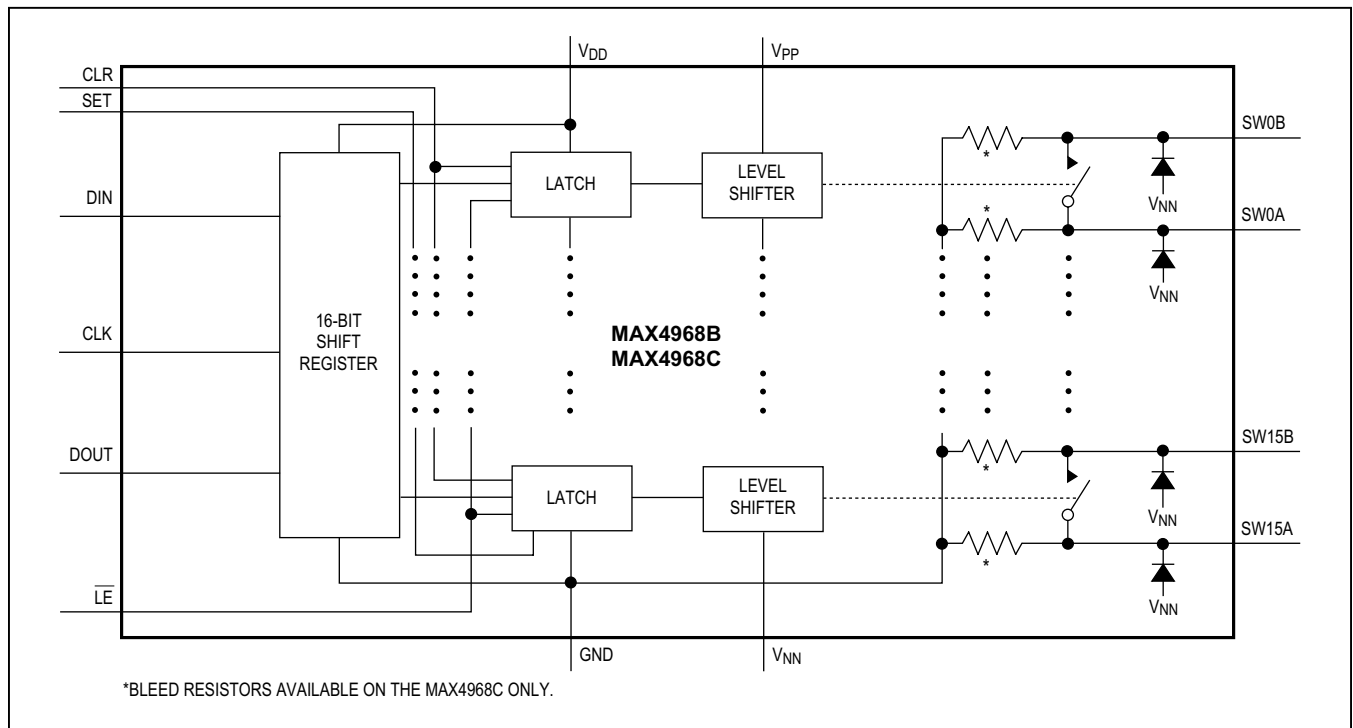 VDD
VPP
CLR
SET
DIN
CLK
DOUT
LE
16-BIT
SHIFT
REGISTER
LATCH
LEVEL
SHIFTER
*
*
SW0B
VNN
SW0A
VNN
MAX4968B
MAX4968C
LATCH
LEVEL
SHIFTER
*
*
SW15B
VNN
SW15A
VNN
GND
VNN
*BLEED RESISTORS AVAILABLE ON THE MAX4968C ONLY.